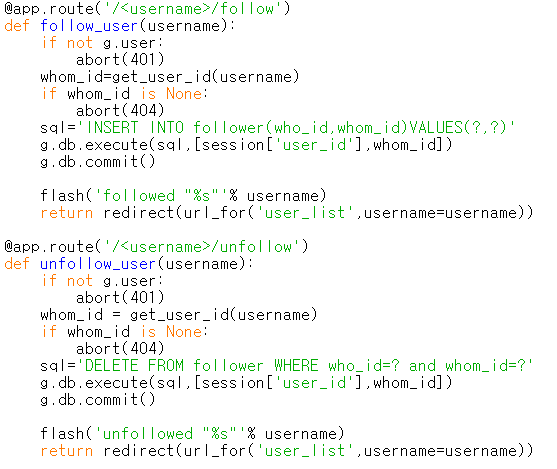 @app.route('/<username>/follow')
def follow_user(username):
    if not g.user:
        abort(401)
    whom_id=get_user_id(username)
    if whom_id is None:
        abort(404)
    sql='INSERT INTO follower(who_id,whom_id)VALUES(?,?)'
    g.db.execute(sql,[session['user_id'],whom_id])
    g.db.commit()

    flash('followed "%s"'% username)
    return redirect(url_for('user_list',username=username))

@app.route('/<username>/unfollow')
def unfollow_user(username):
    if not g.user:
        abort(401)
    whom_id = get_user_id(username)
    if whom_id is None:
        abort(404)
    sql='DELETE FROM follower WHERE who_id=? and whom_id=?'
    g.db.execute(sql,[session['user_id'],whom_id])
    g.db.commit()

    flash('unfollowed "%s"'% username)
    return redirect(url_for('user_list',username=username))